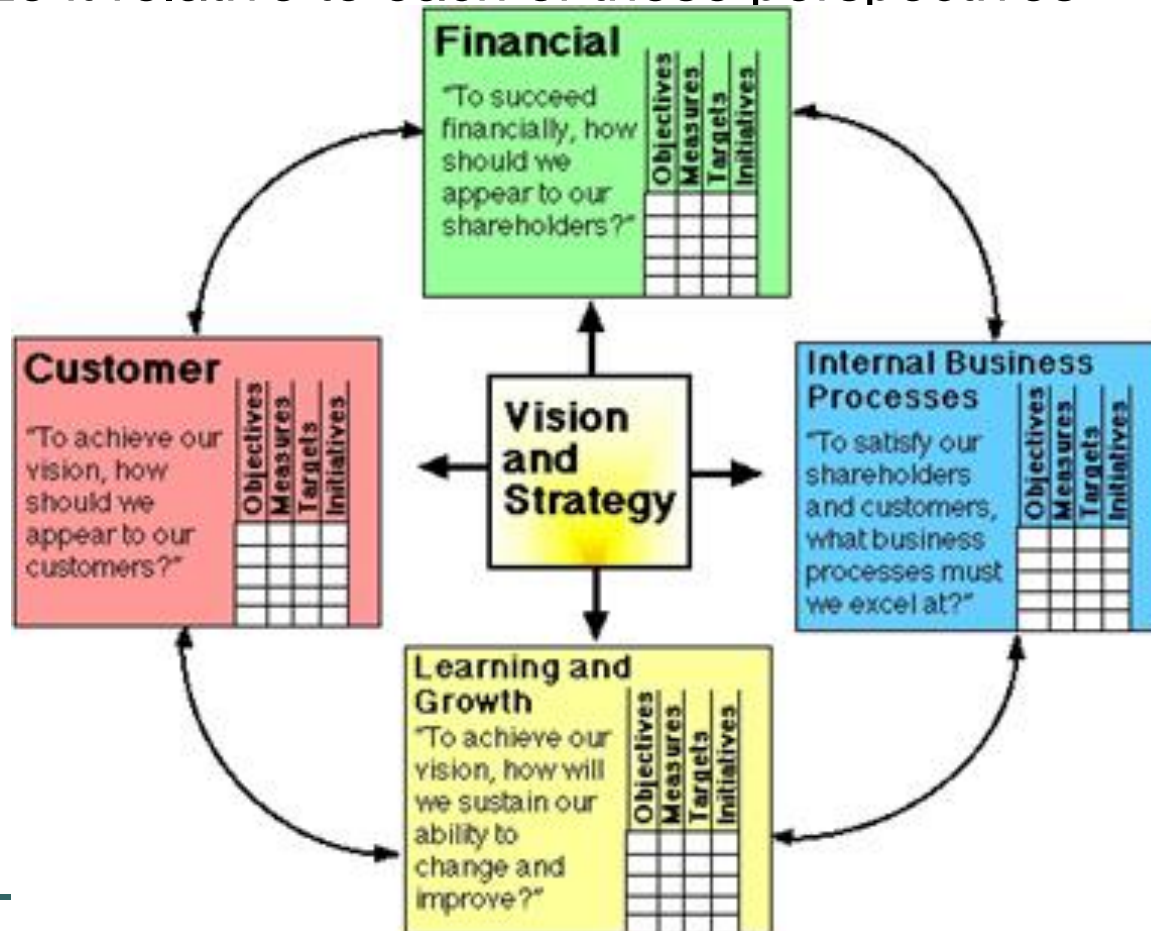 Financial
"To succeed
financially, how
should we
appear to our
shareholders?"
Objectives
Measures
Targets
Initiatives
Customer
"To achieve our
vision, how
should we
appear to our
customers?"
Objectives
Measures
Targets
Initiatives
Vision
and
Strategy
Internal Business
Processes
"To satisfy our
shareholders
and customers,
what business
processes must
we excel at?"
Objectives
Measures
Targets
Initiatives
Learning and
Growth
"To achieve our
vision, how will
we sustain our
ability to
change and
improve?"
Objectives
Measures
Targets
Initiatives